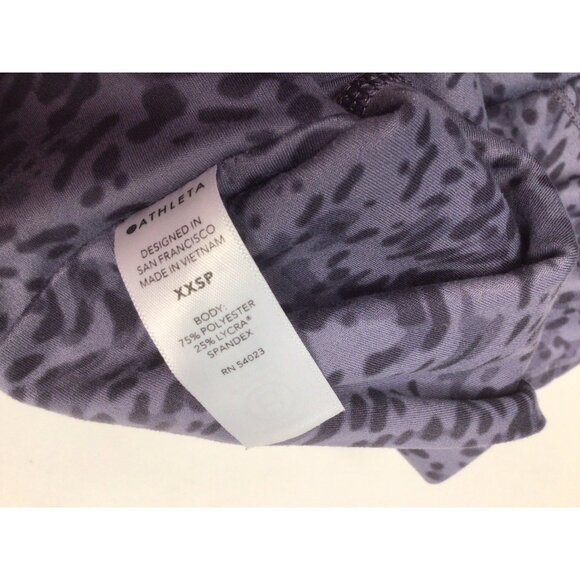 ATHLETA
DESIGNED IN
SAN FRANCISCO
MADE IN VIETNAM
XXSP
BODY:
75% POLYESTER
25% LYCRA®
SPANDEX
RN 54023